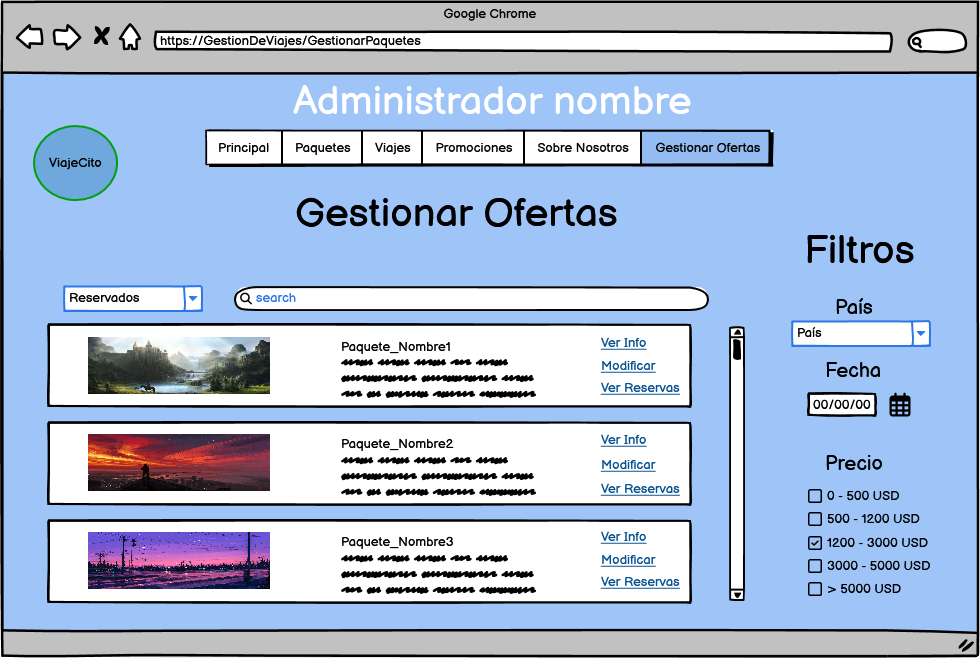 Google Chrome
https://GestionDeViajes/GestionarPaquetes
Administrador nombre
ViajeCito
Principal Paquetes Viajes Promociones Sobre Nosotros Gestionar Ofertas
Gestionar Ofertas
Filtros
Reservados
search
País
País
Fecha
00/00/00
Precio
0 - 500 USD
500 - 1200 USD
1200 - 3000 USD
3000 - 5000 USD
> 5000 USD
Paquete_Nombre1
Ver Info
Modificar
Ver Reservas
Paquete_Nombre2
Ver Info
Modificar
Ver Reservas
Paquete_Nombre3
Ver Info
Modificar
Ver Reservas